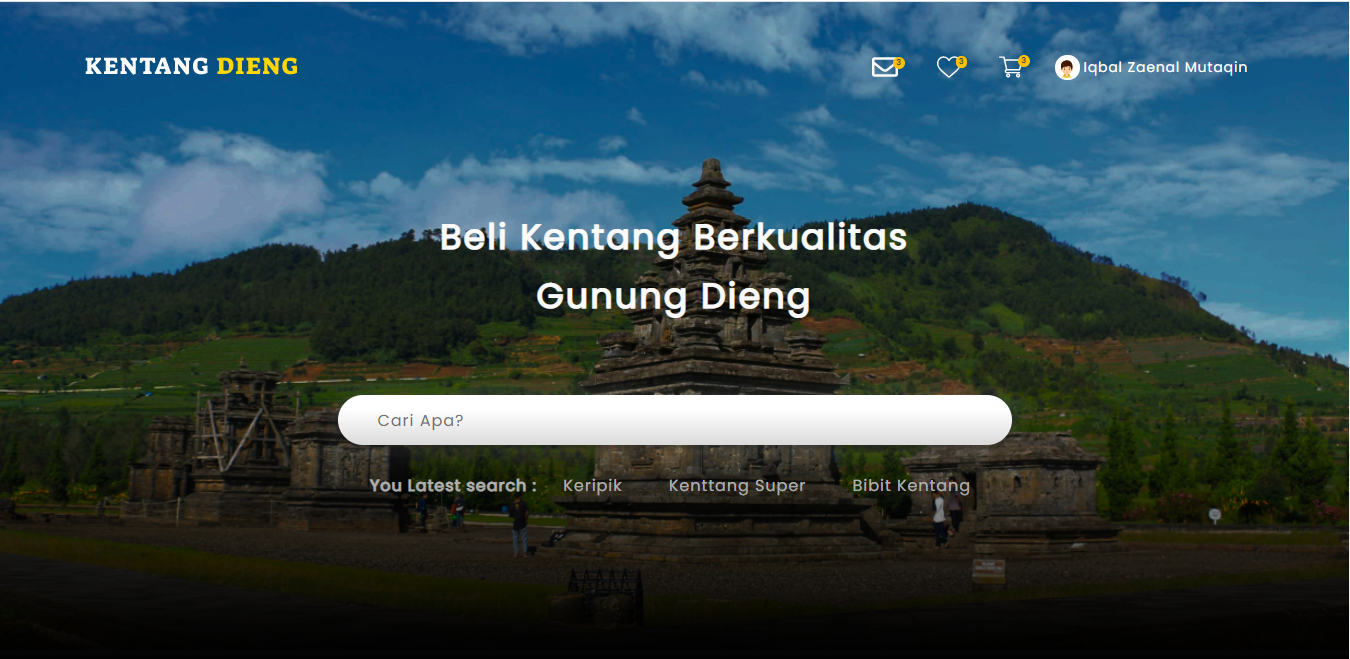 KENTANG DIENG
3
3
3
Iqbal Zaenal Mutaqin
Beli Kentang Berkualitas
Gunung Dieng
Cari Apa?
You Latest search : Keripik Kenttang Super Bibit Kentang